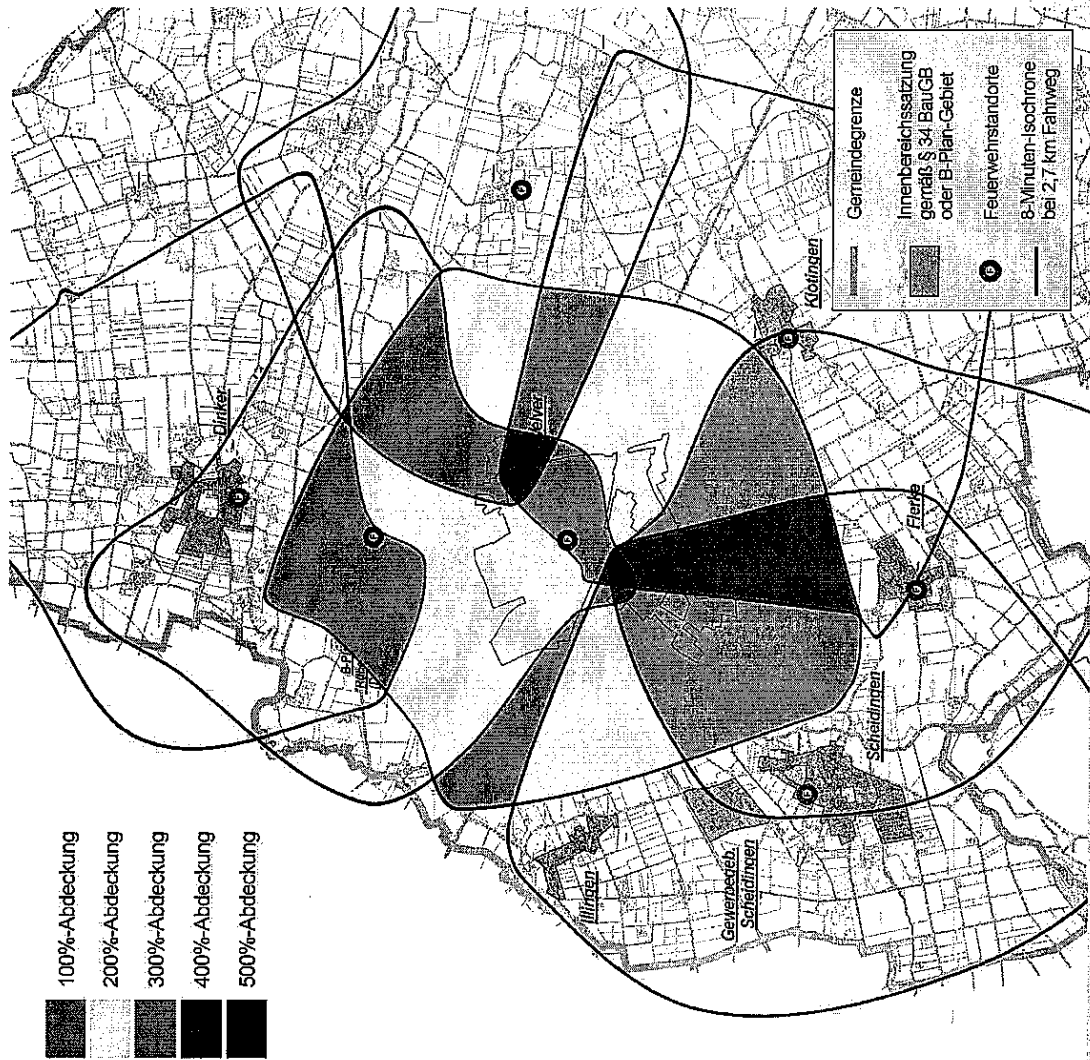 100%-Abdeckung
200%-Abdeckung
300%-Abdeckung
400%-Abdeckung
500%-Abdeckung
Dinker
Klotingen
Flerke
Scheidingen
Illingen
Gewerbegeb.
Scheidingen
Gemeindegrenze
Innenbereichssatzung
gemäß § 34 BauGB
oder B-Plan-Gebiet
Feuerwehrstandorte
8-Minuten-Isochrone
bei 2,7 km Fahrweg